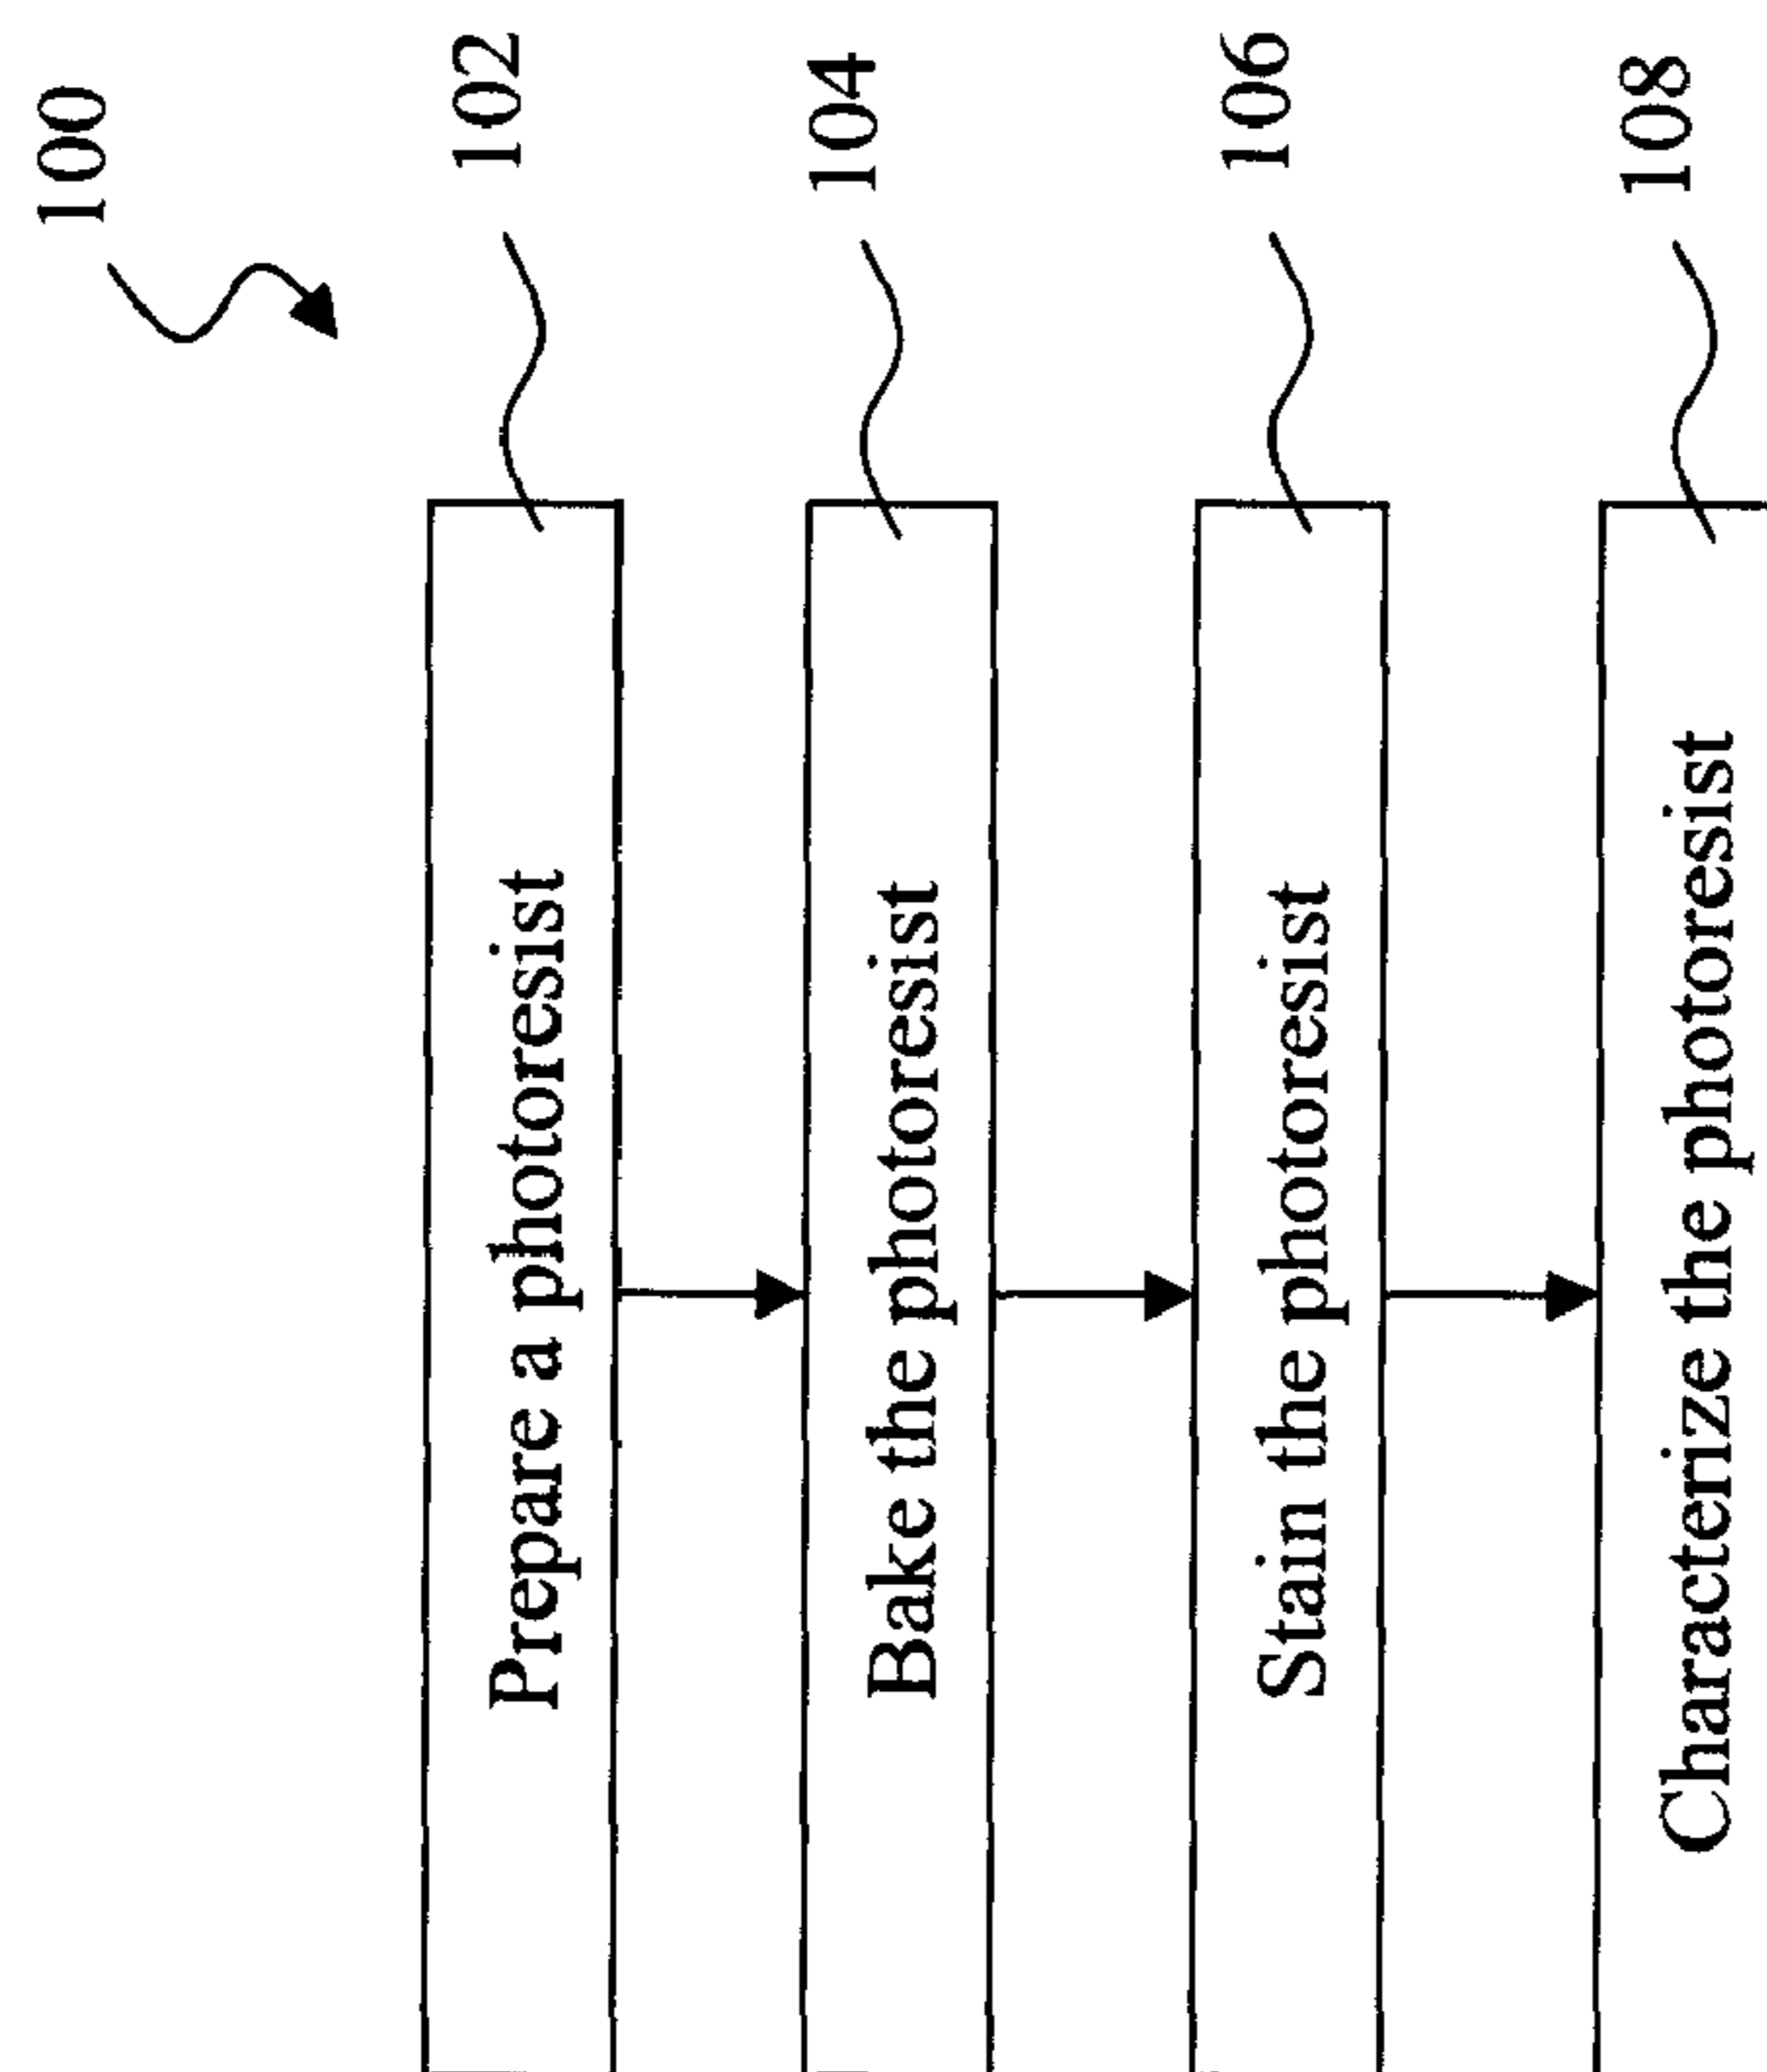 100
Prepare a photoresist 102
Bake the photoresist 104
Stain the photoresist 106
Characterize the photoresist 108